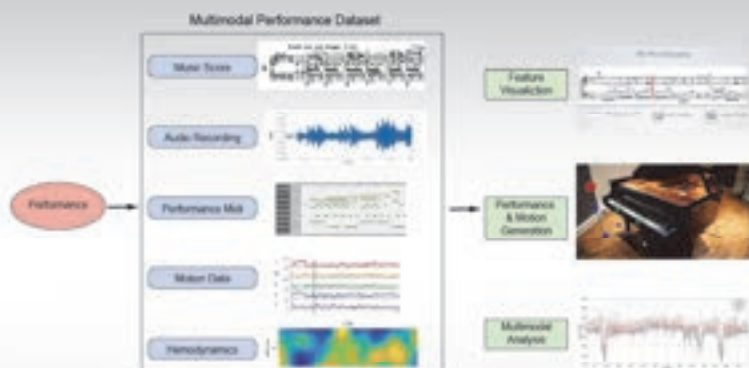 Multimodal Performance Dataset
Music Score
Audio Recording
Performance
Performance Midi
Motion Data
Hemodynamics
Feature
Visualiction
Performance
& Motion
Generation
Multimodal
Analysis